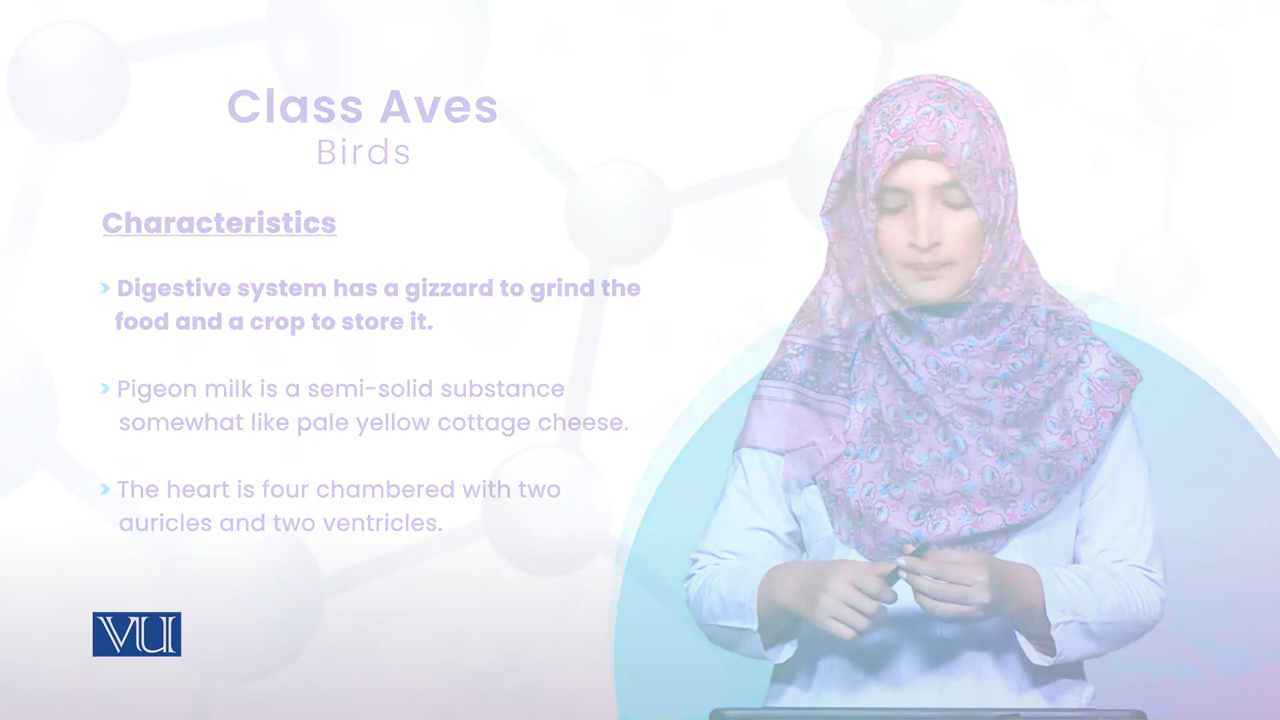 Class Aves
Birds
Characteristics
› Digestive system has a gizzard to grind the
food and a crop to store it.
› Pigeon milk is a semi-solid substance
somewhat like pale yellow cottage cheese.
› The heart is four chambered with two
auricles and two ventricles.
VU